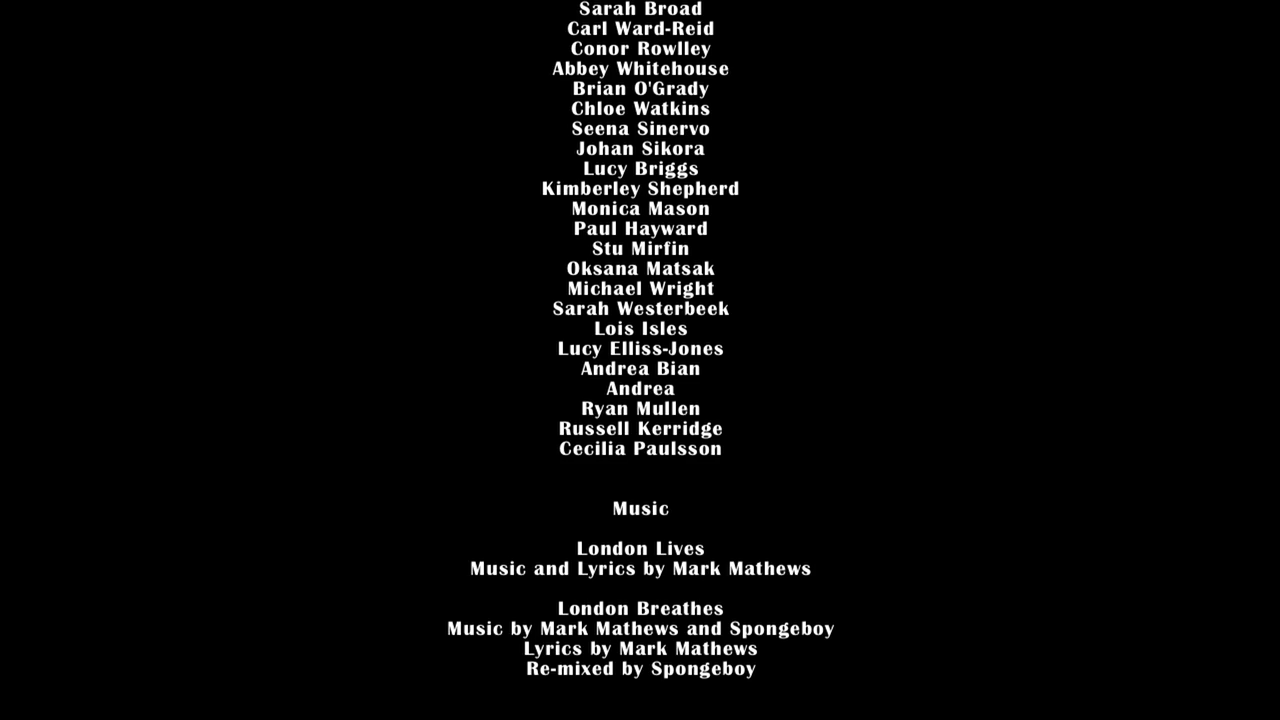 Sarah Broad
Carl Ward-Reid
Conor Rowlley
Abbey Whitehouse
Brian O'Grady
Chloe Watkins
Seena Sinervo
Johan Sikora
Lucy Briggs
Kimberley Shepherd
Monica Mason
Paul Hayward
Stu Mirfin
Oksana Matsak
Michael Wright
Sarah Westerbeek
Lois Isles
Lucy Elliss-Jones
Andrea Bian
Andrea
Ryan Mullen
Russell Kerridge
Cecilia Paulsson
Music
London Lives
Music and Lyrics by Mark Mathews
London Breathes
Music by Mark Mathews and Spongeboy
Lyrics by Mark Mathews
Re-mixed by Spongeboy